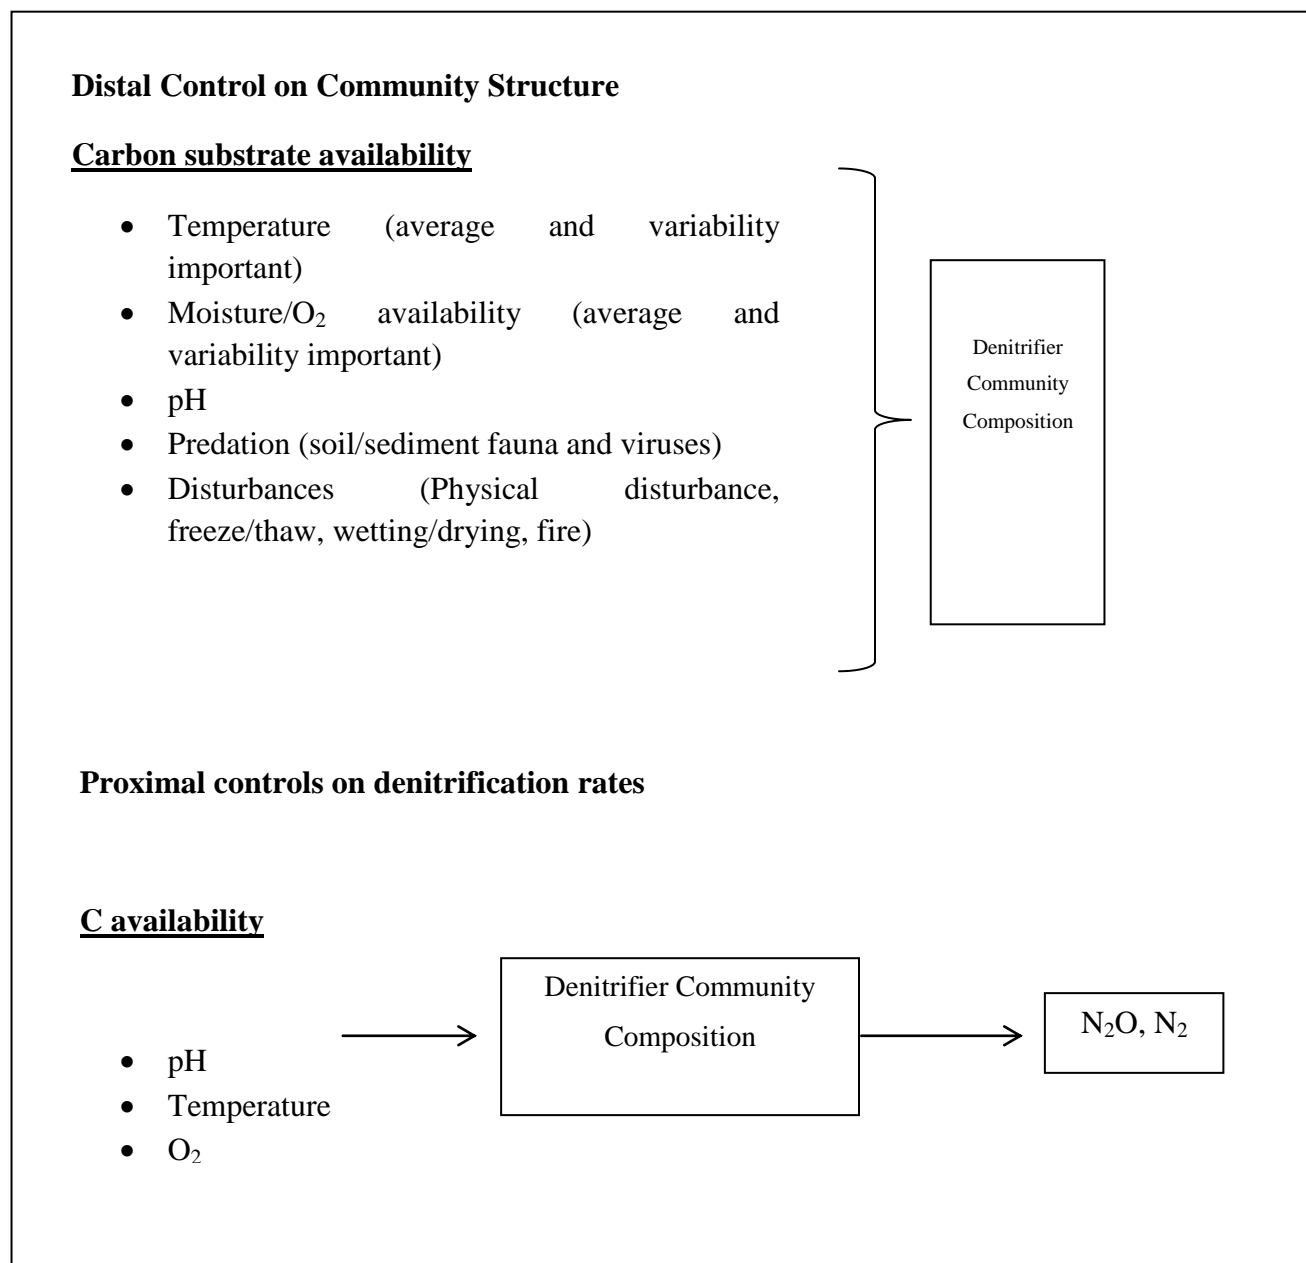 Distal Control on Community Structure
Carbon substrate availability
• Temperature (average and variability
important)
• Moisture/O₂ availability (average and
variability important)
• pH
• Predation (soil/sediment fauna and viruses)
• Disturbances (Physical disturbance,
freeze/thaw, wetting/drying, fire)
Denitrifier
Community
Composition
Proximal controls on denitrification rates
C availability
• pH
• Temperature
• O₂
Denitrifier Community
Composition
N₂O, N₂